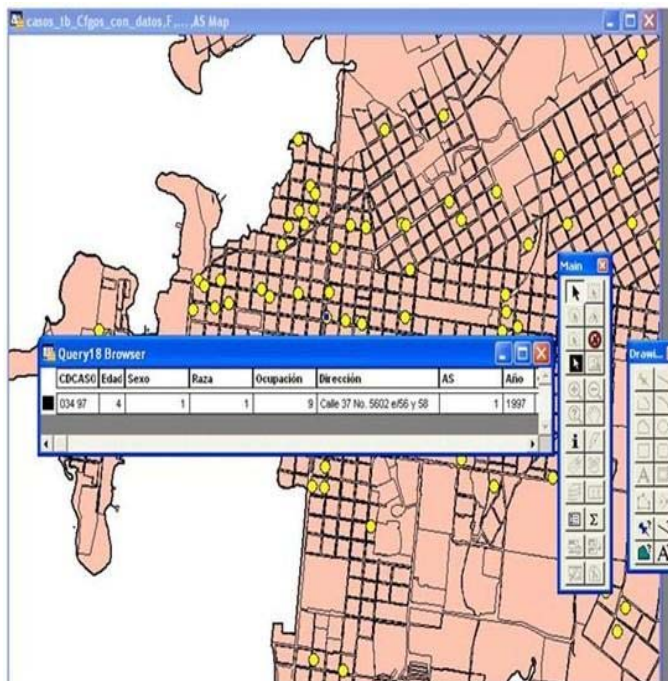 casos_tb_Cfgos_con_datos,F,...,AS Map
Main
Query18 Browser
CDCASO Edad Sexo Raza Ocupación Dirección AS Año
034 97 4 1 1 9 Calle 37 No. 5602 e/56 y 58 1 1997
Drawi...